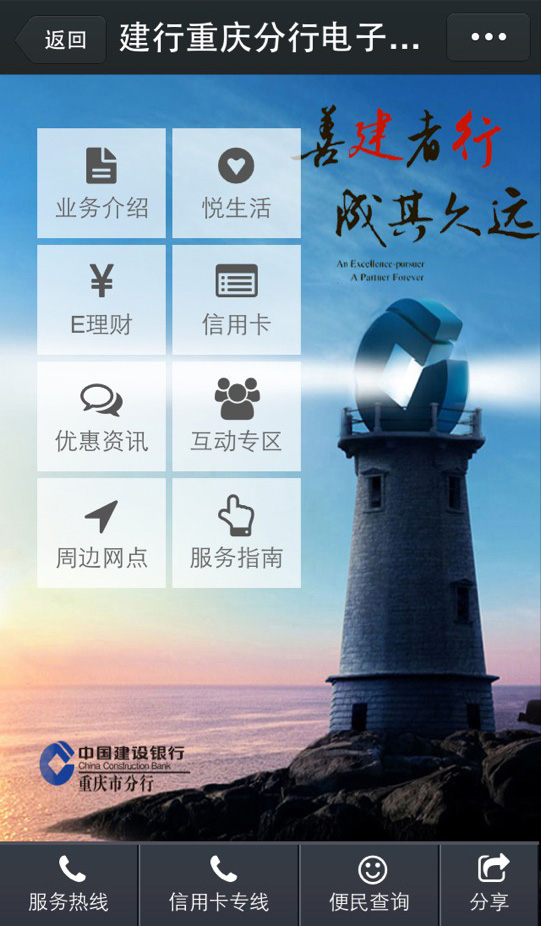 返回
建行重庆分行电子...
善建者行
成其久远
An Excellence-pursuer
A Partner Forever
业务介绍
悦生活
E理财
信用卡
优惠资讯
互动专区
周边网点
服务指南
中国建设银行
China Construction Bank
重庆市分行
服务热线
信用卡专线
便民查询
分享